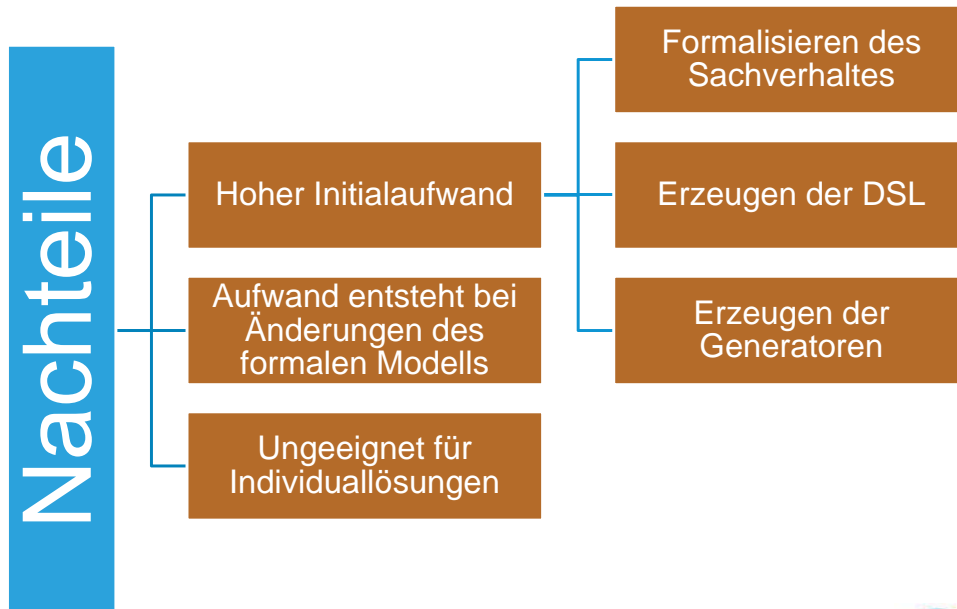 Nachteile
Hoher Initialaufwand
Formalisieren des
Sachverhaltes
Erzeugen der DSL
Erzeugen der
Generatoren
Aufwand entsteht bei
Änderungen des
formalen Modells
Ungeeignet für
Individuallösungen